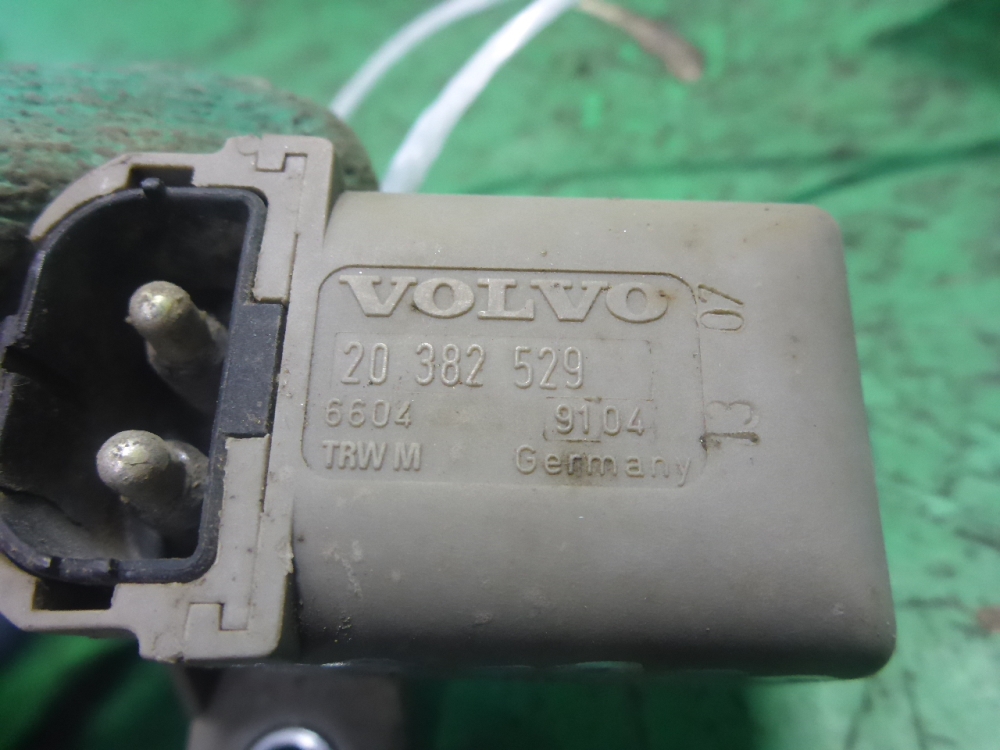 VOLVO
20 382 529
6604 9104
TRW M Germany
13 07